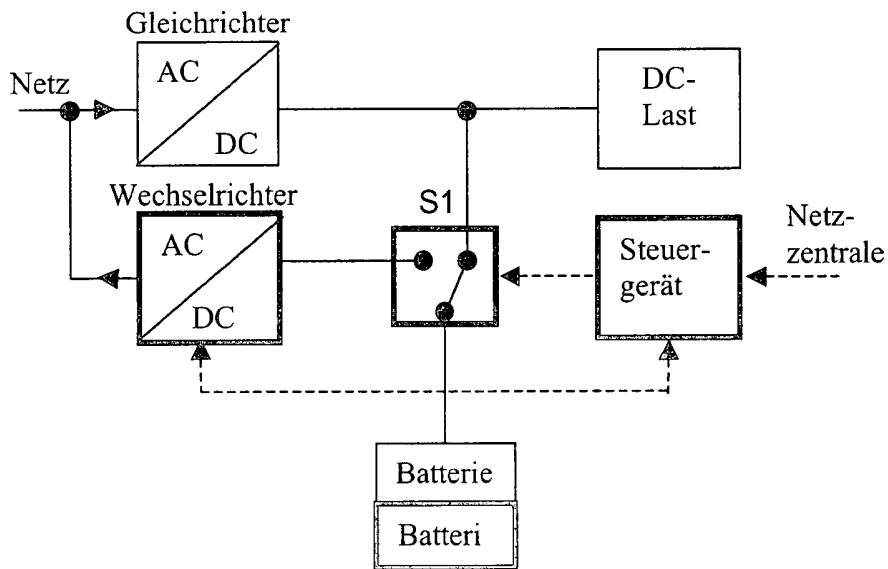 Gleichrichter
Netz
AC
DC
DC-
Last
Wechselrichter
AC
DC
S1
Steuer-
gerät
Netz-
zentrale
Batterie
Batteri